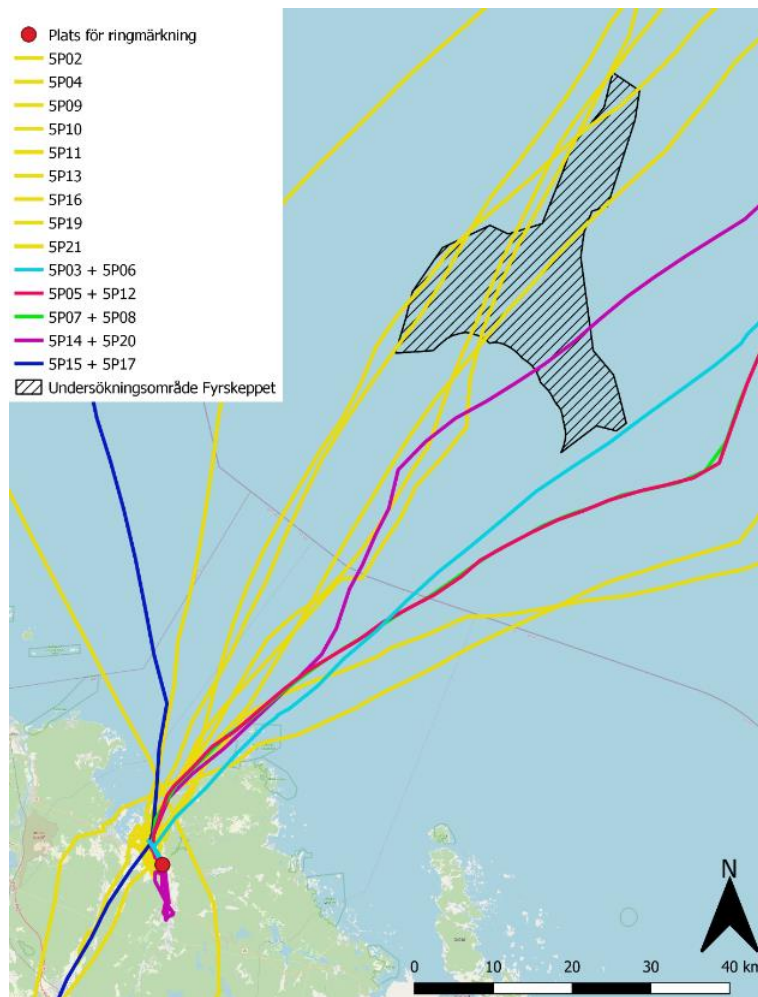 Plats för ringmärkning
5P02
5P04
5P09
5P10
5P11
5P13
5P16
5P19
5P21
5P03 + 5P06
5P05 + 5P12
5P07 + 5P08
5P14 + 5P20
5P15 + 5P17
Undersökningsområde Fyrskeppet
N
0 10 20 30 40 km